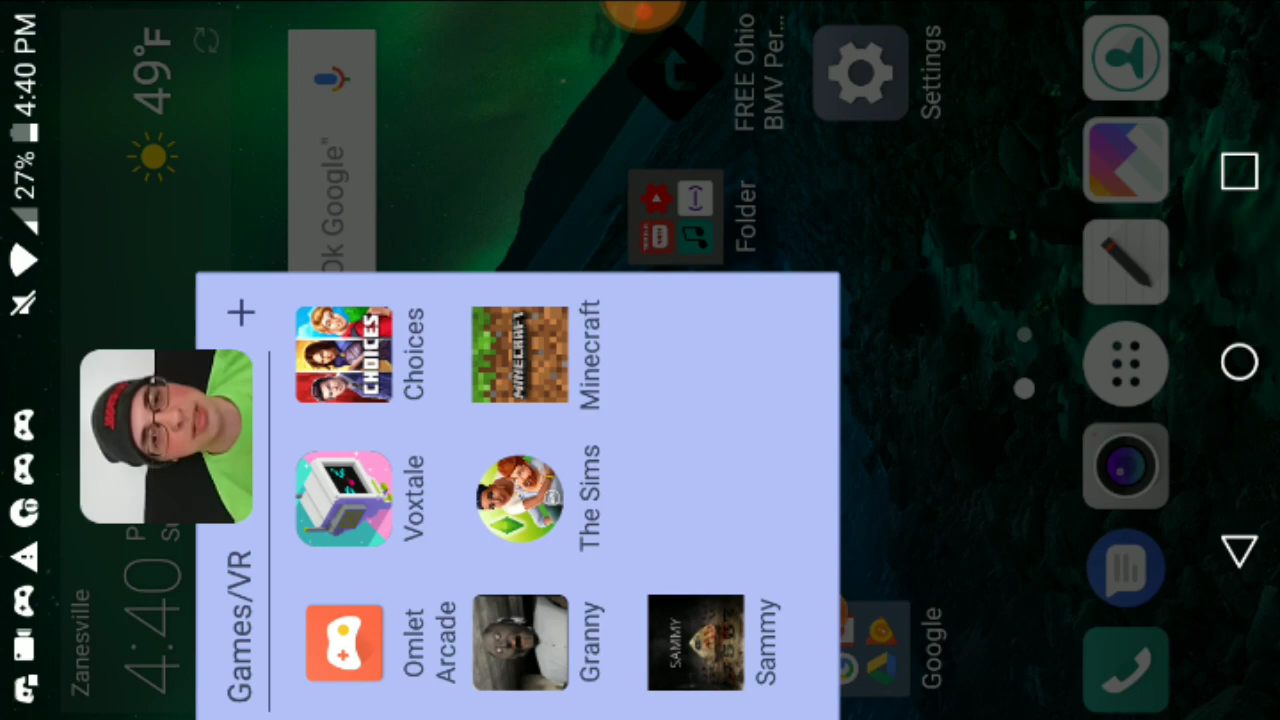 27% 4:40 PM
Zanesville
49°F
4:40
Ok Google"
Games/VR +
Omlet
Arcade
Voxtale
CHOICES
Choices
Granny
The Sims
MINECRAFT
Minecraft
SAMMY
Sammy
Folder
FREE Ohio
BMV Per...
Google
Settings